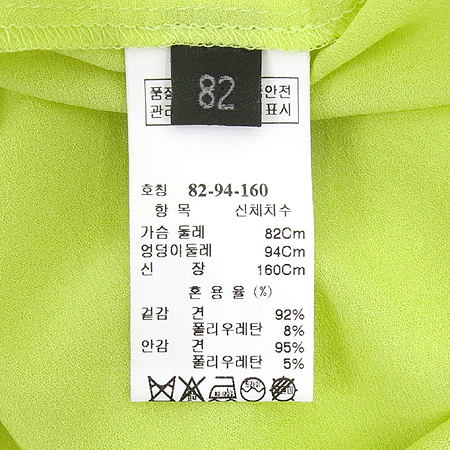 82
품질 안전
관리 표시
호칭 82-94-160
항 목 신체치수
가슴 둘레 82Cm
엉덩이둘레 94Cm
신 장 160Cm
혼 용 율 (%)
겉감 견 92%
폴리우레탄 8%
안감 견 95%
폴리우레탄 5%